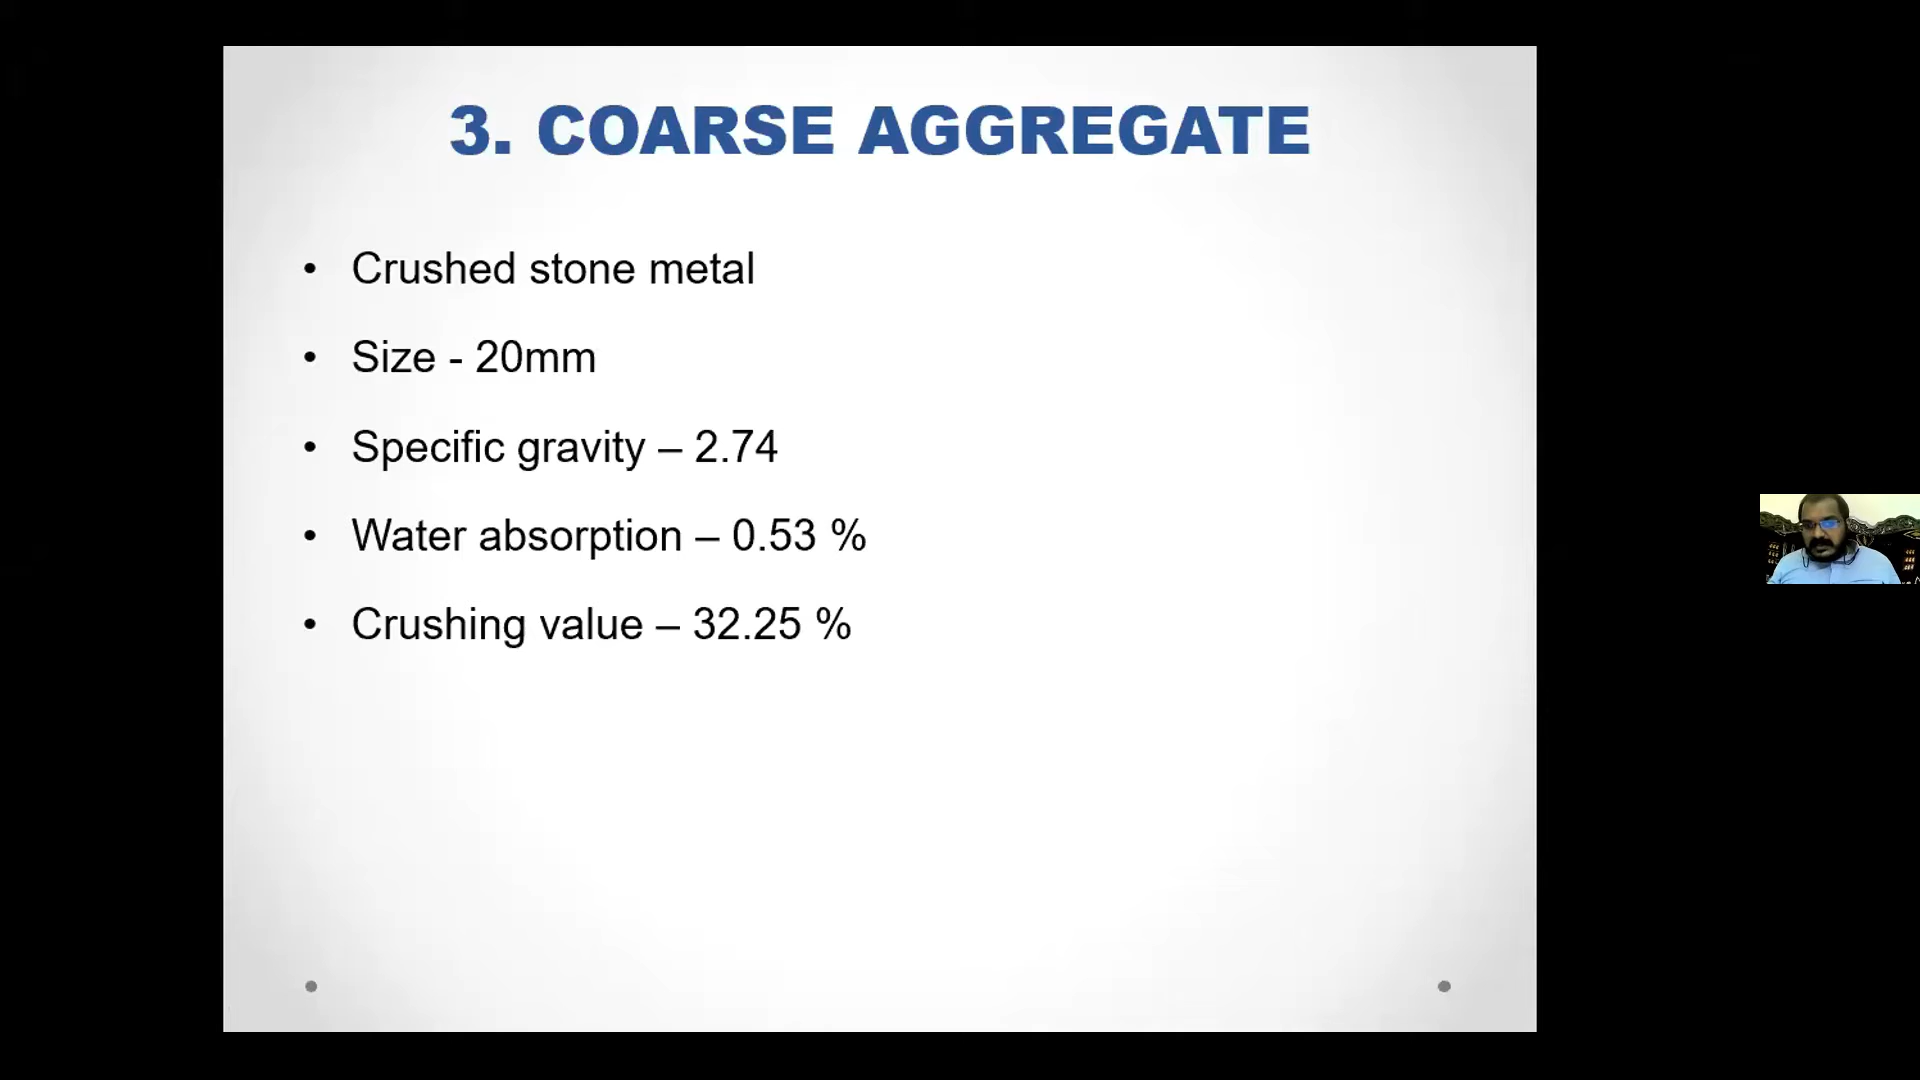 3. COARSE AGGREGATE
• Crushed stone metal
• Size - 20mm
• Specific gravity – 2.74
• Water absorption – 0.53 %
• Crushing value – 32.25 %